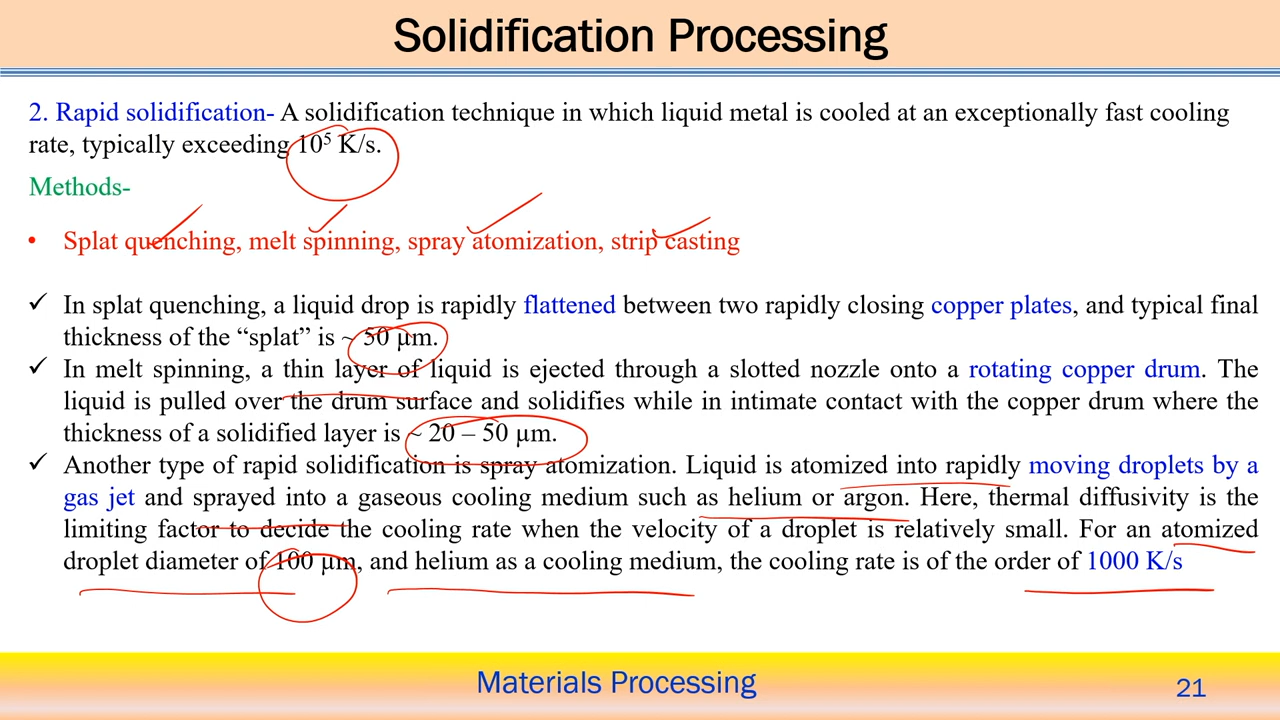 Solidification Processing
2. Rapid solidification- A solidification technique in which liquid metal is cooled at an exceptionally fast cooling
rate, typically exceeding 10⁵ K/s.
Methods-
• Splat quenching, melt spinning, spray atomization, strip casting
✓ In splat quenching, a liquid drop is rapidly flattened between two rapidly closing copper plates, and typical final
thickness of the “splat” is ~ 50 µm.
✓ In melt spinning, a thin layer of liquid is ejected through a slotted nozzle onto a rotating copper drum. The
liquid is pulled over the drum surface and solidifies while in intimate contact with the copper drum where the
thickness of a solidified layer is ~ 20 – 50 µm.
✓ Another type of rapid solidification is spray atomization. Liquid is atomized into rapidly moving droplets by a
gas jet and sprayed into a gaseous cooling medium such as helium or argon. Here, thermal diffusivity is the
limiting factor to decide the cooling rate when the velocity of a droplet is relatively small. For an atomized
droplet diameter of 100 µm, and helium as a cooling medium, the cooling rate is of the order of 1000 K/s
Materials Processing
21